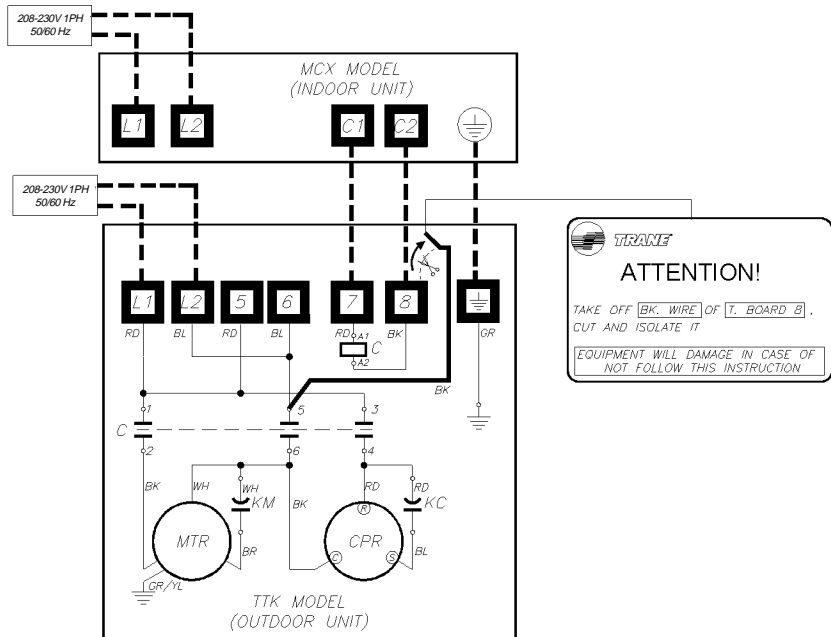 208-230V 1PH
50/60 Hz
MCX MODEL
(INDOOR UNIT)
L1 L2 C1 C2
208-230V 1PH
50/60 Hz
TRANE
ATTENTION!
TAKE OFF BK. WIRE OF T. BOARD 8 ,
CUT AND ISOLATE IT
EQUIPMENT WILL DAMAGE IN CASE OF
NOT FOLLOW THIS INSTRUCTION
L1 L2 5 6 7 8
RD BL RD BL RD A1 BK GR
C
A2
BK
1 5 3
C
2 6 4
BK WH WH BK RD RD
KM KC
R
MTR CPR
BR C S BL
GR/YL
TTK MODEL
(OUTDOOR UNIT)